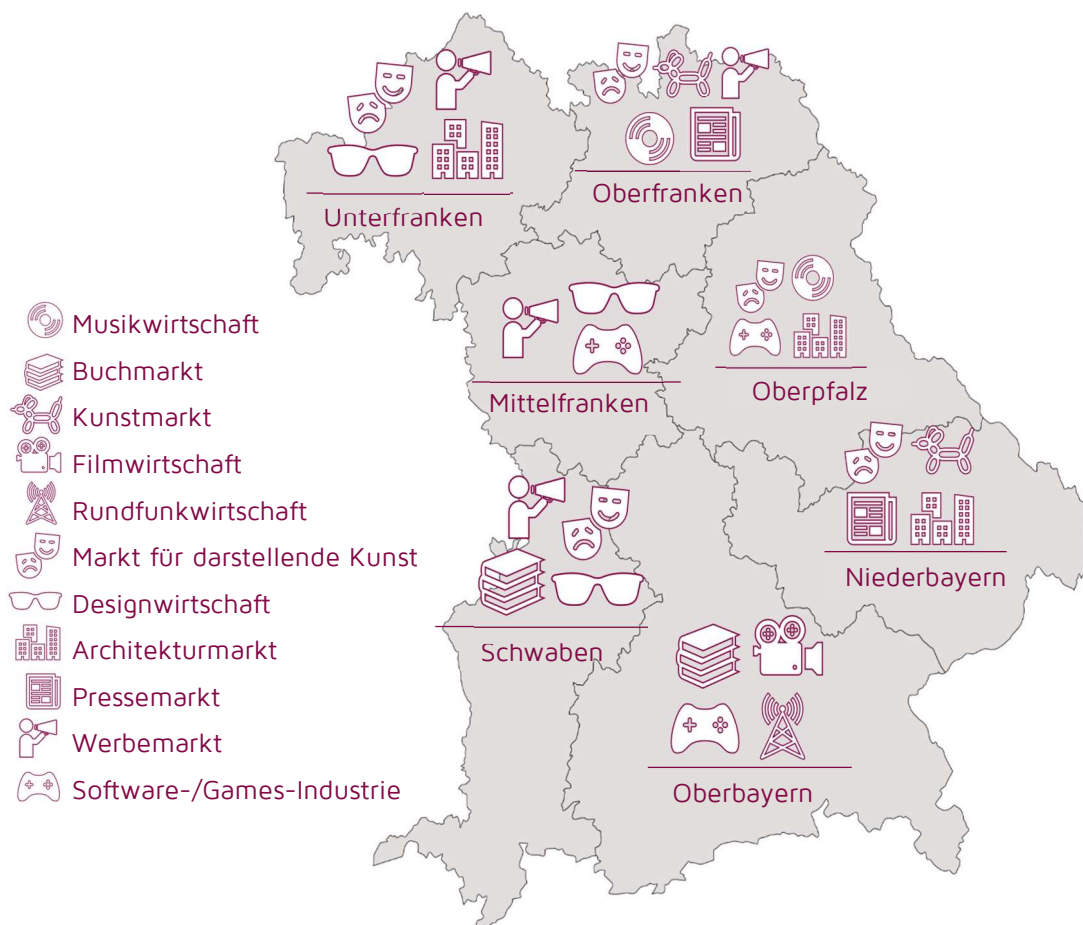 Unterfranken
Oberfranken
Musikwirtschaft
Buchmarkt
Kunstmarkt
Filmwirtschaft
Rundfunkwirtschaft
Markt für darstellende Kunst
Designwirtschaft
Architekturmarkt
Pressemarkt
Werbemarkt
Software-/Games-Industrie
Mittelfranken
Oberpfalz
Niederbayern
Schwaben
Oberbayern